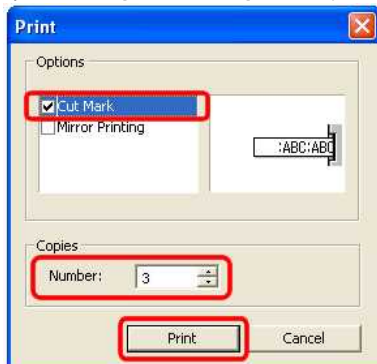 Print
Options
Cut Mark
Mirror Printing
:ABC:ABC
Copies
Number: 3
Print Cancel